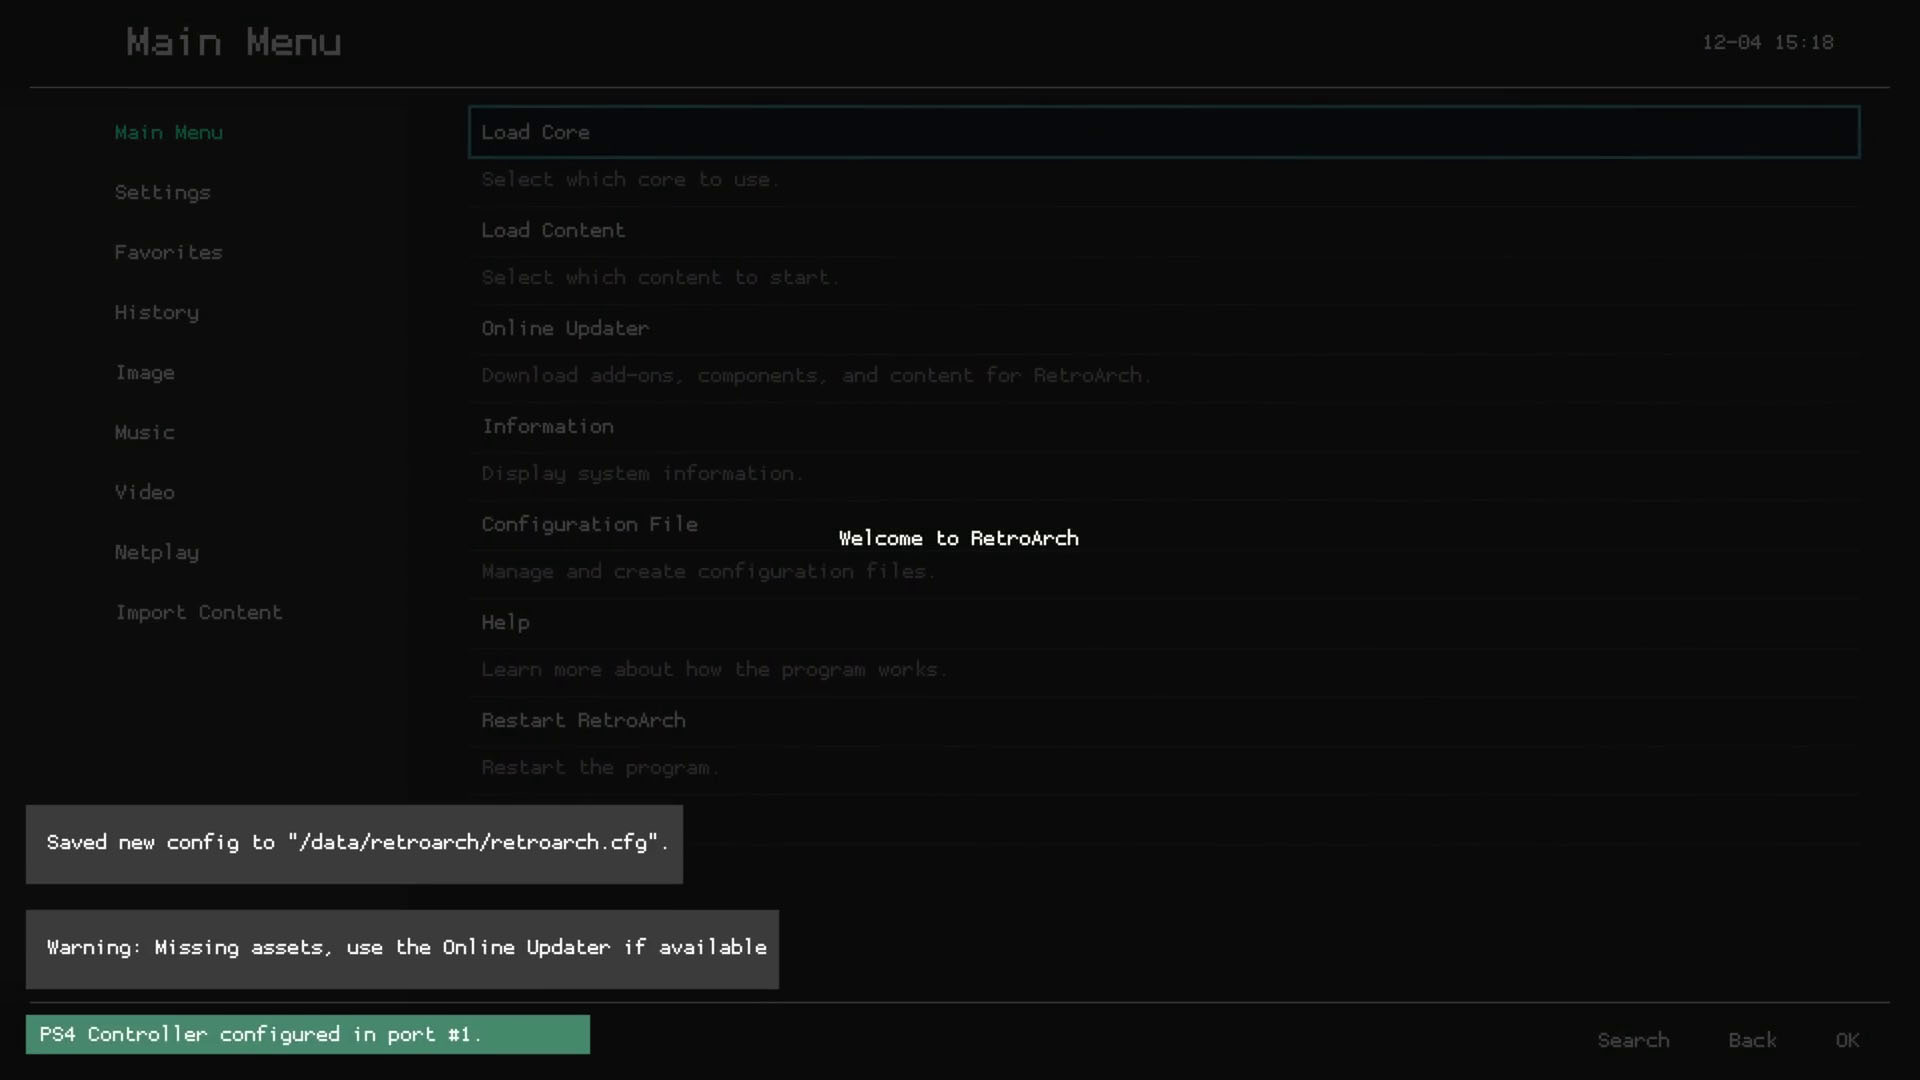 Main Menu
12-04 15:18
Main Menu
Settings
Favorites
History
Image
Music
Video
Netplay
Import Content
Load Core
Select which core to use.
Load Content
Select which content to start.
Online Updater
Download add-ons, components, and content for RetroArch.
Information
Display system information.
Configuration File
Manage and create configuration files.
Help
Learn more about how the program works.
Restart RetroArch
Restart the program.
Welcome to RetroArch
Saved new config to "/data/retroarch/retroarch.cfg".
Warning: Missing assets, use the Online Updater if available
PS4 Controller configured in port #1.
Search
Back
OK